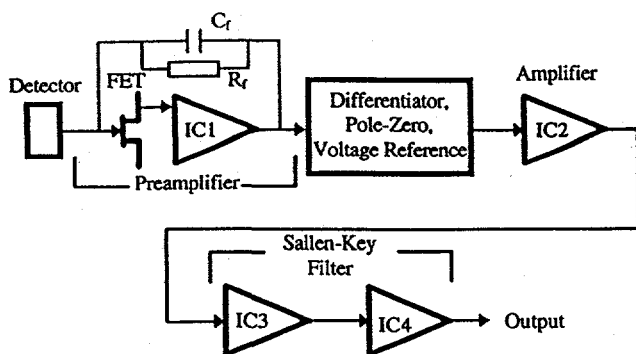 Cf
Detector
FET
Rf
IC1
Preamplifier
Differentiator,
Pole-Zero,
Voltage Reference
Amplifier
IC2
Sallen-Key
Filter
IC3
IC4
Output